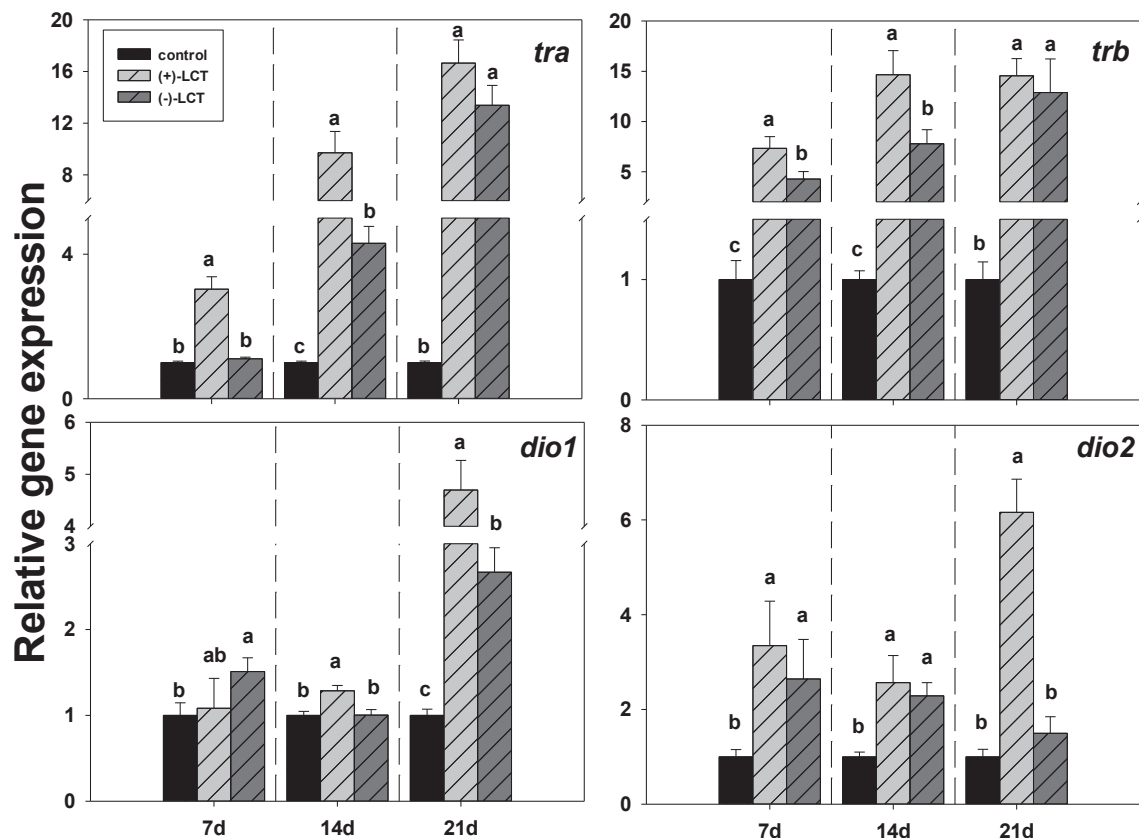 Relative gene expression
20
16
12
8
4
0
control
(+)-LCT
(-)-LCT
tra
b a b
c a b
b a a
20
15
10
5
1
0
trb
c a b
c a b
b a a
6
5
4
3
2
1
0
dio1
b ab a
b a b
c a b
7d 14d 21d
8
6
4
2
0
dio2
b a a
b a a
b a b
7d 14d 21d